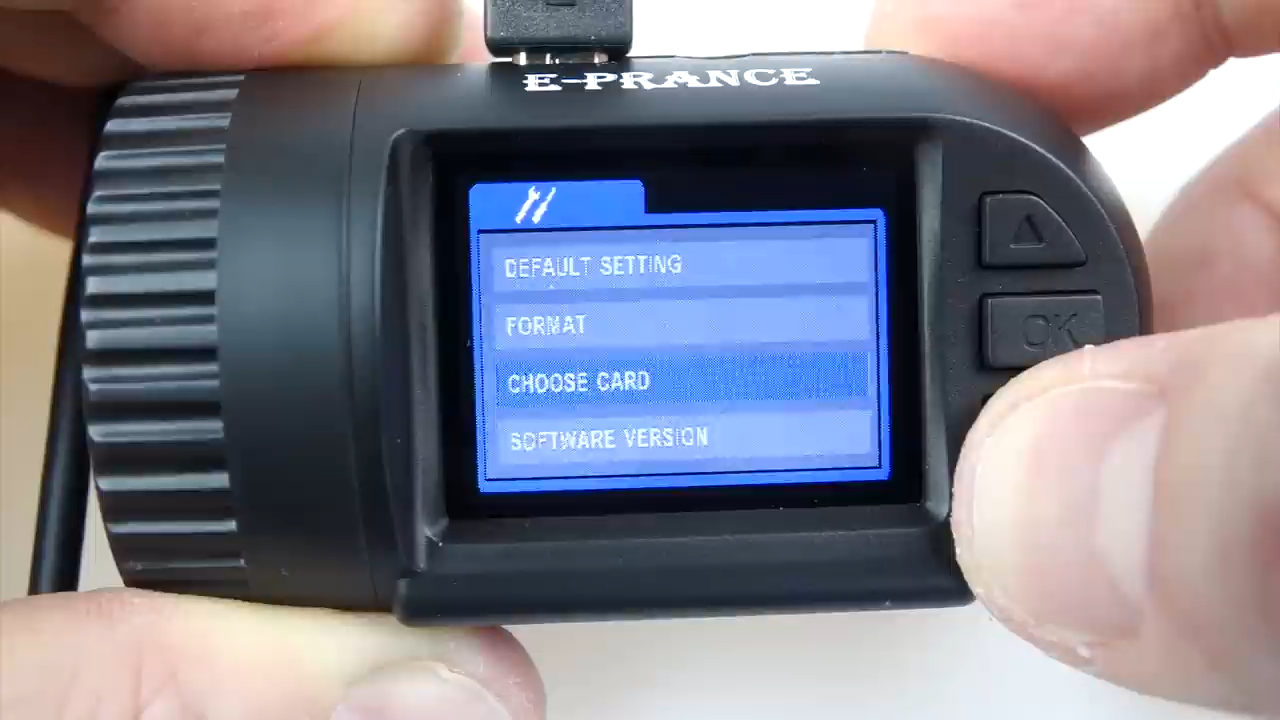 E-PRANCE
DEFAULT SETTING
FORMAT
OK
CHOOSE CARD
SOFTWARE VERSION